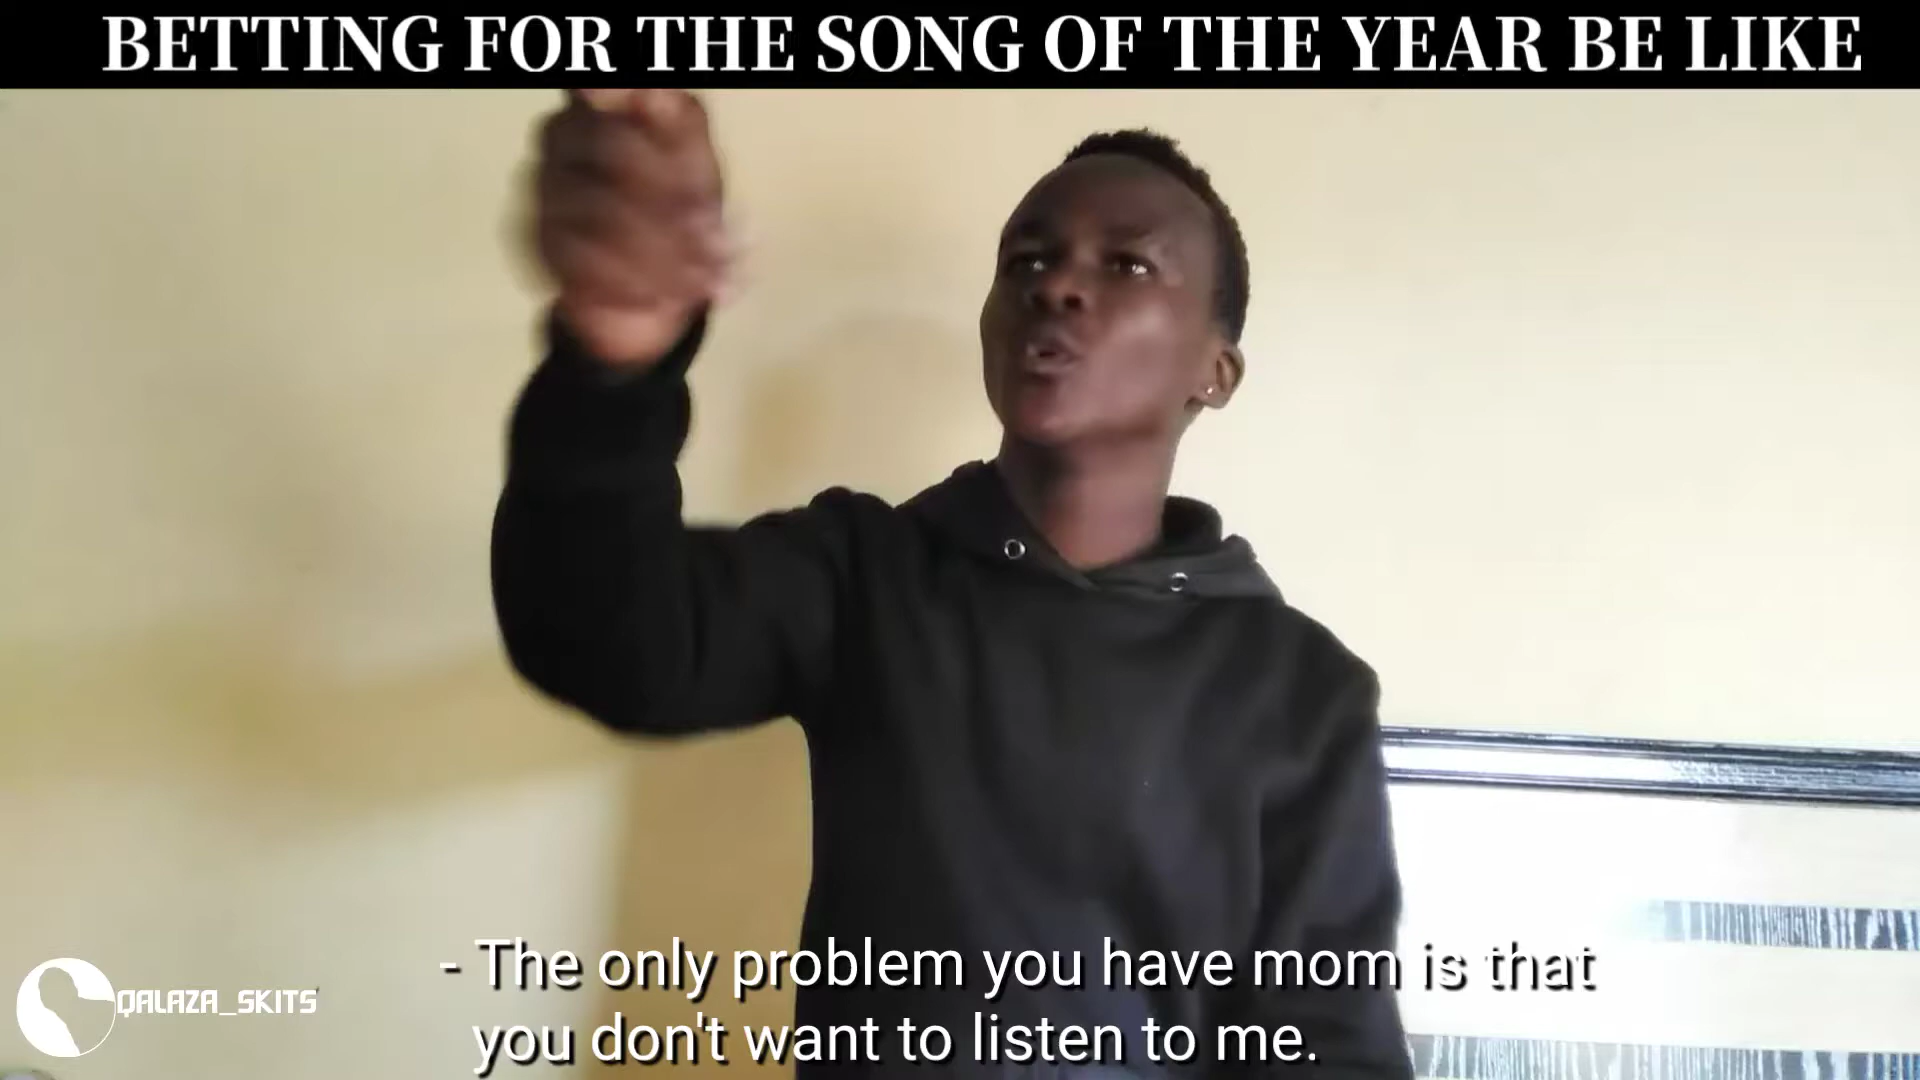 BETTING FOR THE SONG OF THE YEAR BE LIKE
- The only problem you have mom is that
you don't want to listen to me.
QALAZA_SKITS